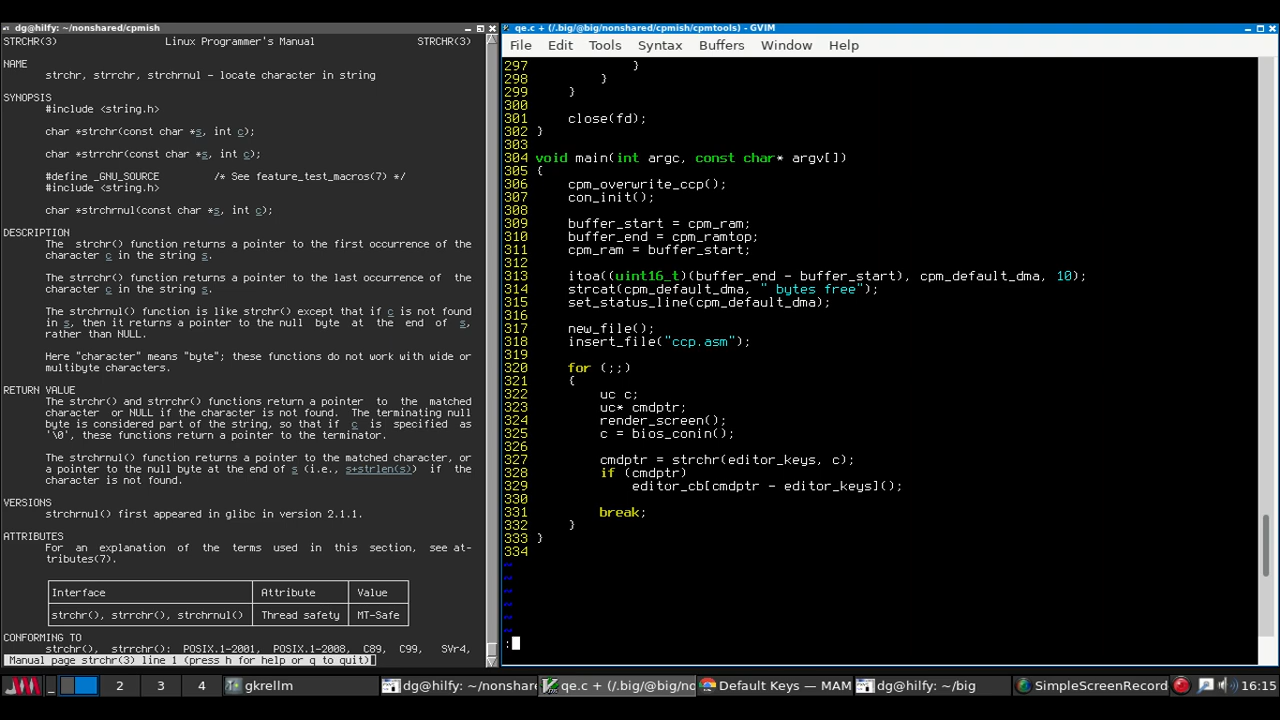 dg@hilfy: ~/nonshared/cpmish
STRCHR(3) Linux Programmer's Manual STRCHR(3)
NAME
strchr, strrchr, strchrnul - locate character in string
SYNOPSIS
#include <string.h>
char *strchr(const char *s, int c);
char *strrchr(const char *s, int c);
#define _GNU_SOURCE /* See feature_test_macros(7) */
#include <string.h>
char *strchrnul(const char *s, int c);
DESCRIPTION
The strchr() function returns a pointer to the first occurrence of the
character c in the string s.
The strrchr() function returns a pointer to the last occurrence of the
character c in the string s.
The strchrnul() function is like strchr() except that if c is not found
in s, then it returns a pointer to the null byte at the end of s,
rather than NULL.
Here "character" means "byte"; these functions do not work with wide or
multibyte characters.
RETURN VALUE
The strchr() and strrchr() functions return a pointer to the matched
character or NULL if the character is not found. The terminating null
byte is considered part of the string, so that if c is specified as
'\0', these functions return a pointer to the terminator.
The strchrnul() function returns a pointer to the matched character, or
a pointer to the null byte at the end of s (i.e., s+strlen(s)) if the
character is not found.
VERSIONS
strchrnul() first appeared in glibc in version 2.1.1.
ATTRIBUTES
For an explanation of the terms used in this section, see at-
tributes(7).
Interface Attribute Value
strchr(), strrchr(), strchrnul() Thread safety MT-Safe
CONFORMING TO
strchr(), strrchr(): POSIX.1-2001, POSIX.1-2008, C89, C99, SVr4,
Manual page strchr(3) line 1 (press h for help or q to quit)
qe.c + (/.big/@big/nonshared/cpmish/cpmtools) - GVIM
File Edit Tools Syntax Buffers Window Help
297 }
298 }
299 }
300
301 close(fd);
302 }
303
304 void main(int argc, const char* argv[])
305 {
306 cpm_overwrite_ccp();
307 con_init();
308
309 buffer_start = cpm_ram;
310 buffer_end = cpm_ramtop;
311 cpm_ram = buffer_start;
312
313 itoa((uint16_t)(buffer_end - buffer_start), cpm_default_dma, 10);
314 strcat(cpm_default_dma, " bytes free");
315 set_status_line(cpm_default_dma);
316
317 new_file();
318 insert_file("ccp.asm");
319
320 for (;;)
321 {
322 uc c;
323 uc* cmdptr;
324 render_screen();
325 c = bios_conin();
326
327 cmdptr = strchr(editor_keys, c);
328 if (cmdptr)
329 editor_cb[cmdptr - editor_keys]();
330
331 break;
332 }
333 }
334
~
~
~
~
~
~
:
2 3 4 gkrellm dg@hilfy: ~/nonshar qe.c + (/.big/@big/no Default Keys — MAM dg@hilfy: ~/big SimpleScreenRecord 16:15